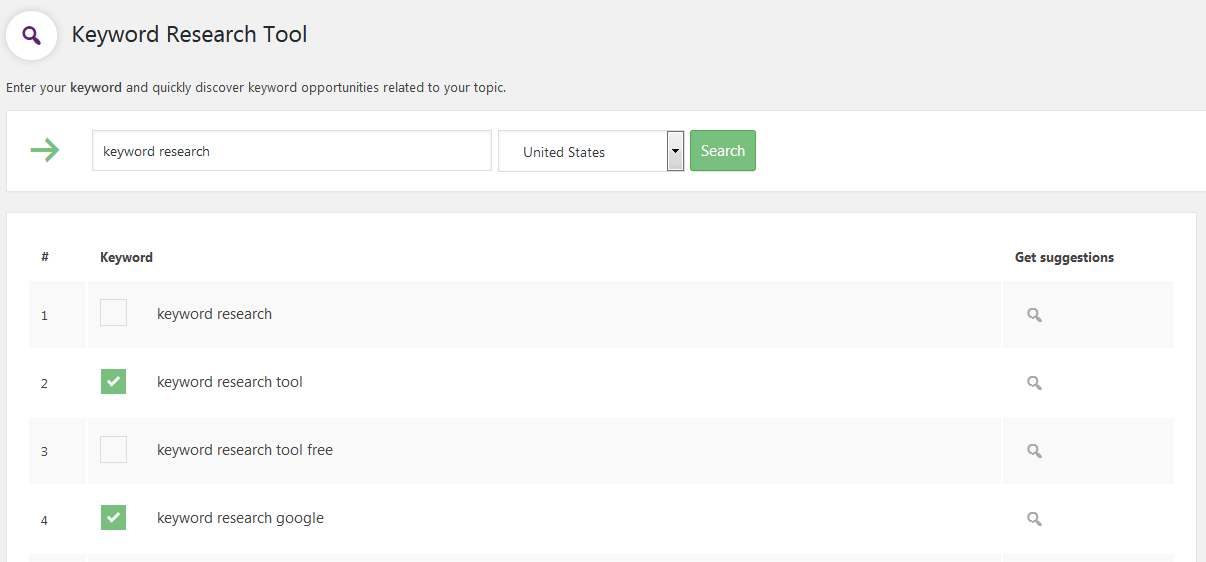 Keyword Research Tool
Enter your keyword and quickly discover keyword opportunities related to your topic.
keyword research United States Search
# Keyword Get suggestions
1 keyword research
2 keyword research tool
3 keyword research tool free
4 keyword research google